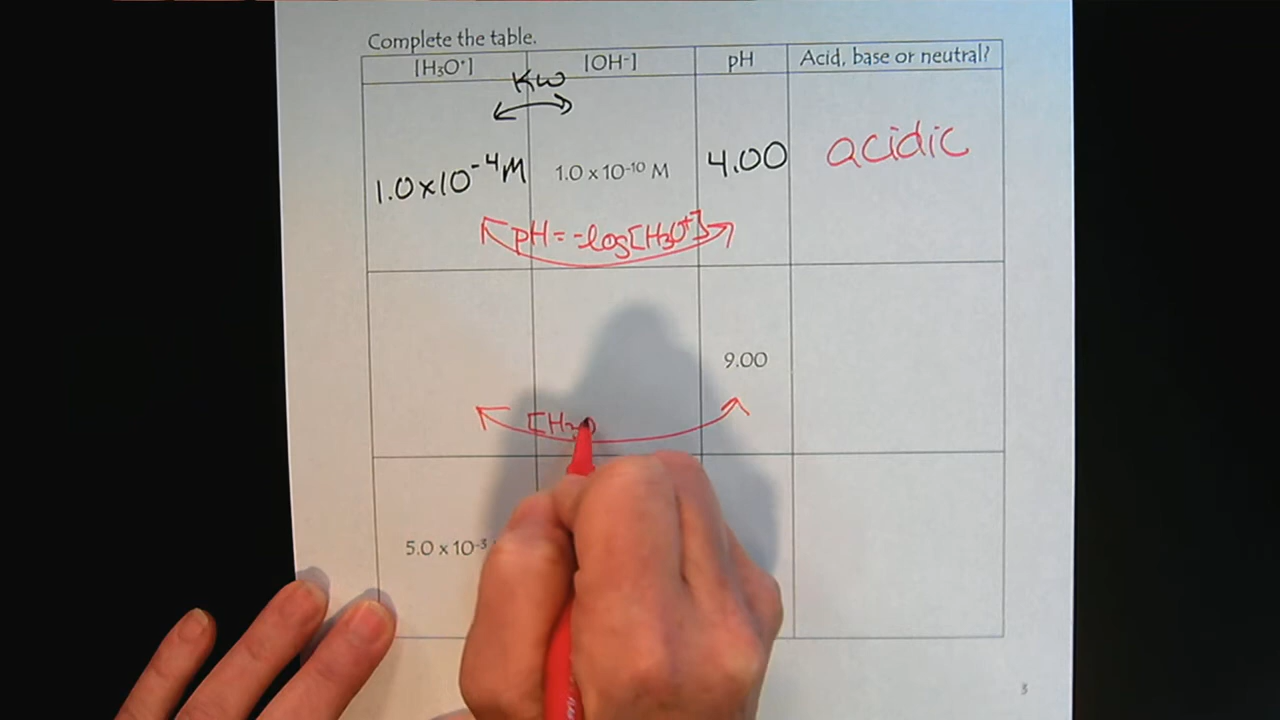 Complete the table.
[H₃O⁺] [OH⁻] pH Acid, base or neutral?
Kw
1.0x10⁻⁴M 1.0 x 10⁻¹⁰ M 4.00 acidic
pH = -log[H₃O⁺]
9.00
[H₃O
5.0 x 10⁻³
3